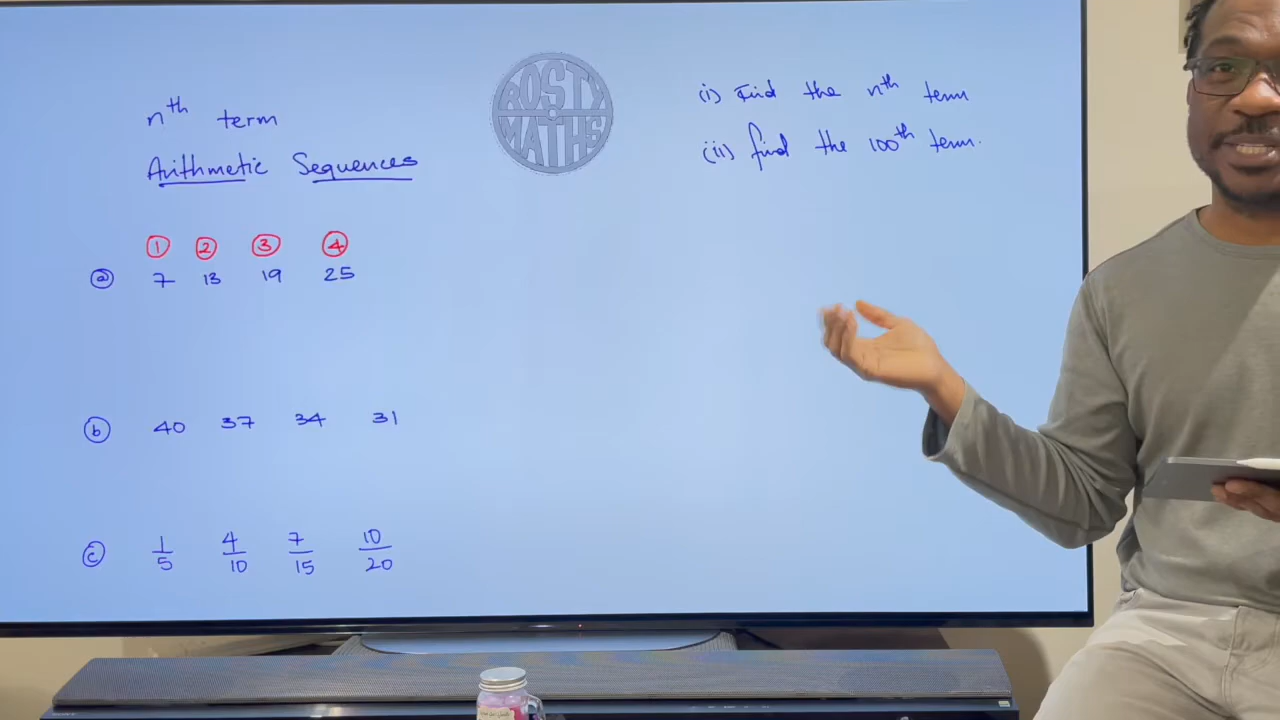 nth term
Arithmetic Sequences
ROSTY MATHS
(i) Find the nth term
(ii) find the 100th term.
1 2 3 4
a 7 13 19 25
b 40 37 34 31
c 1/5 4/10 7/15 10/20